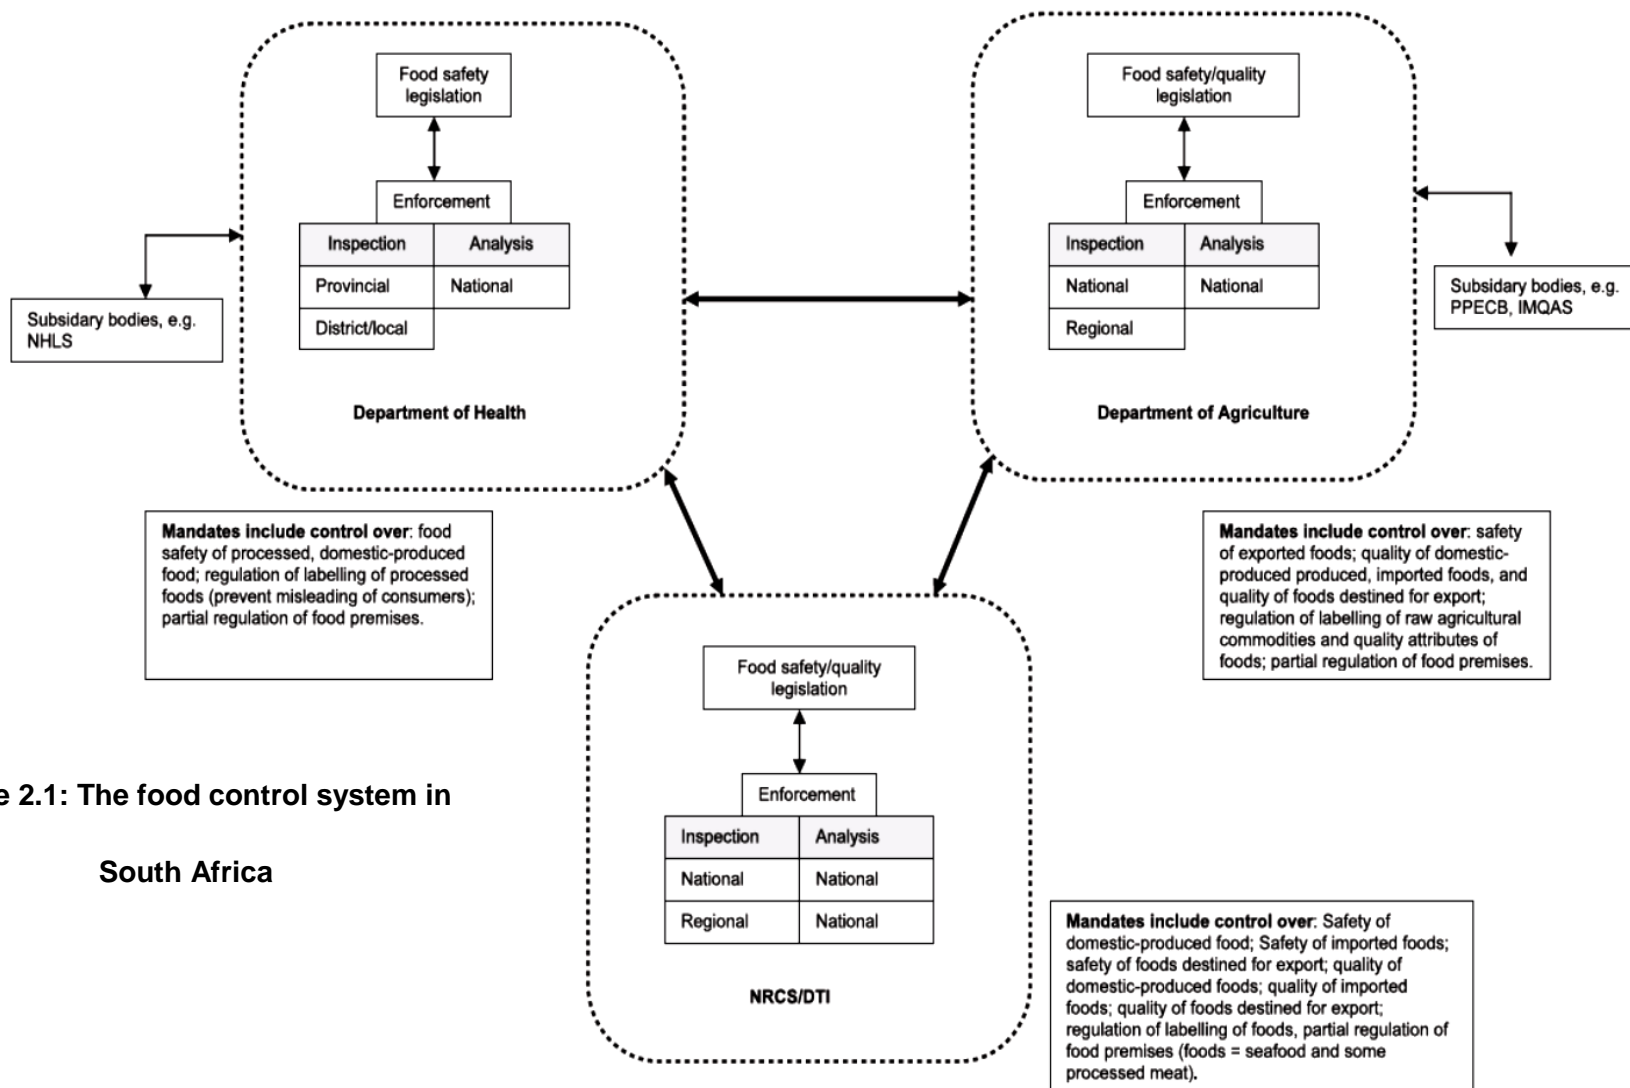 Food safety
legislation
Enforcement
Inspection
Analysis
Provincial
National
District/local
Department of Health
Subsidary bodies, e.g.
NHLS
Food safety/quality
legislation
Enforcement
Inspection
Analysis
National
National
Regional
Department of Agriculture
Subsidary bodies, e.g.
PPECB, IMQAS
Mandates include control over: food
safety of processed, domestic-produced
food; regulation of labelling of processed
foods (prevent misleading of consumers);
partial regulation of food premises.
Mandates include control over: safety
of exported foods; quality of domestic-
produced produced, imported foods, and
quality of foods destined for export;
regulation of labelling of raw agricultural
commodities and quality attributes of
foods; partial regulation of food premises.
Food safety/quality
legislation
Enforcement
Inspection
Analysis
National
National
Regional
National
NRCS/DTI
e 2.1: The food control system in
South Africa
Mandates include control over: Safety of
domestic-produced food; Safety of imported foods;
safety of foods destined for export; quality of
domestic-produced foods; quality of imported
foods; quality of foods destined for export;
regulation of labelling of foods, partial regulation of
food premises (foods = seafood and some
processed meat).